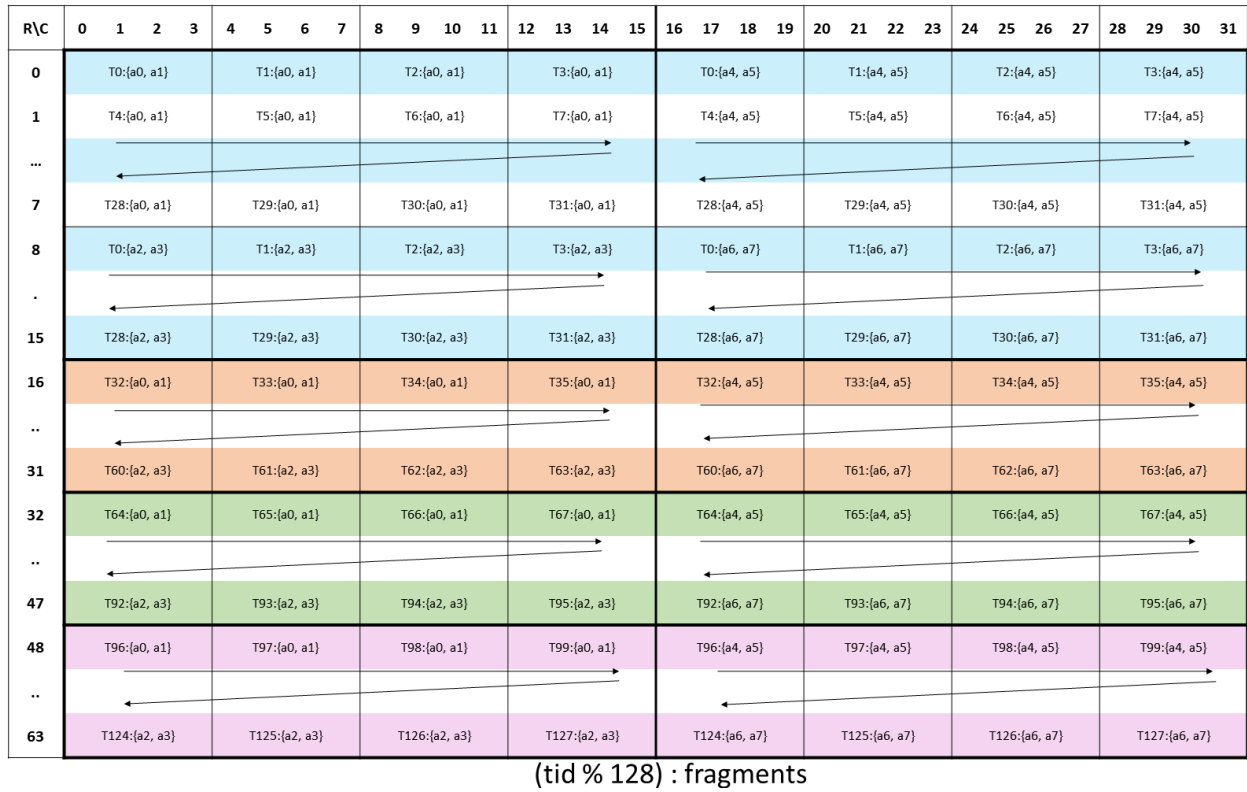 R\C 0 1 2 3 4 5 6 7 8 9 10 11 12 13 14 15 16 17 18 19 20 21 22 23 24 25 26 27 28 29 30 31
0 T0:{a0, a1} T1:{a0, a1} T2:{a0, a1} T3:{a0, a1} T0:{a4, a5} T1:{a4, a5} T2:{a4, a5} T3:{a4, a5}
1 T4:{a0, a1} T5:{a0, a1} T6:{a0, a1} T7:{a0, a1} T4:{a4, a5} T5:{a4, a5} T6:{a4, a5} T7:{a4, a5}
...
7 T28:{a0, a1} T29:{a0, a1} T30:{a0, a1} T31:{a0, a1} T28:{a4, a5} T29:{a4, a5} T30:{a4, a5} T31:{a4, a5}
8 T0:{a2, a3} T1:{a2, a3} T2:{a2, a3} T3:{a2, a3} T0:{a6, a7} T1:{a6, a7} T2:{a6, a7} T3:{a6, a7}
.
15 T28:{a2, a3} T29:{a2, a3} T30:{a2, a3} T31:{a2, a3} T28:{a6, a7} T29:{a6, a7} T30:{a6, a7} T31:{a6, a7}
16 T32:{a0, a1} T33:{a0, a1} T34:{a0, a1} T35:{a0, a1} T32:{a4, a5} T33:{a4, a5} T34:{a4, a5} T35:{a4, a5}
..
31 T60:{a2, a3} T61:{a2, a3} T62:{a2, a3} T63:{a2, a3} T60:{a6, a7} T61:{a6, a7} T62:{a6, a7} T63:{a6, a7}
32 T64:{a0, a1} T65:{a0, a1} T66:{a0, a1} T67:{a0, a1} T64:{a4, a5} T65:{a4, a5} T66:{a4, a5} T67:{a4, a5}
..
47 T92:{a2, a3} T93:{a2, a3} T94:{a2, a3} T95:{a2, a3} T92:{a6, a7} T93:{a6, a7} T94:{a6, a7} T95:{a6, a7}
48 T96:{a0, a1} T97:{a0, a1} T98:{a0, a1} T99:{a0, a1} T96:{a4, a5} T97:{a4, a5} T98:{a4, a5} T99:{a4, a5}
..
63 T124:{a2, a3} T125:{a2, a3} T126:{a2, a3} T127:{a2, a3} T124:{a6, a7} T125:{a6, a7} T126:{a6, a7} T127:{a6, a7}
(tid % 128) : fragments